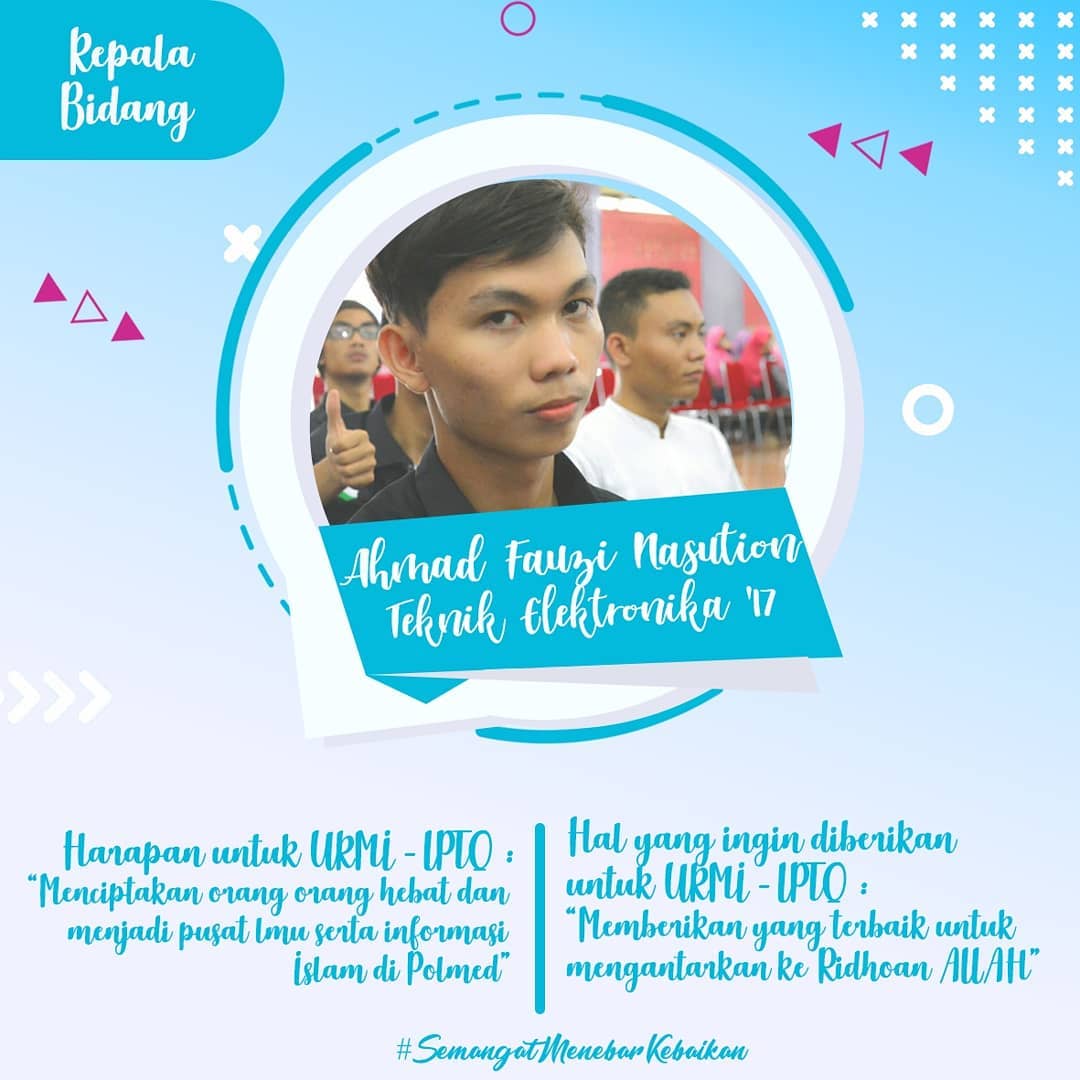 Kepala
Bidang
Ahmad Fauzi Nasution
Teknik Elektronika '17
Harapan untuk URMI - LPTQ :
"Menciptakan orang orang hebat dan
menjadi pusat lmu serta informasi
Islam di Polmed"
Hal yang ingin diberikan
untuk URMI - LPTQ :
"Memberikan yang terbaik untuk
mengantarkan ke Ridhoan ALLAH"
#SemangatMenebarKebaikan